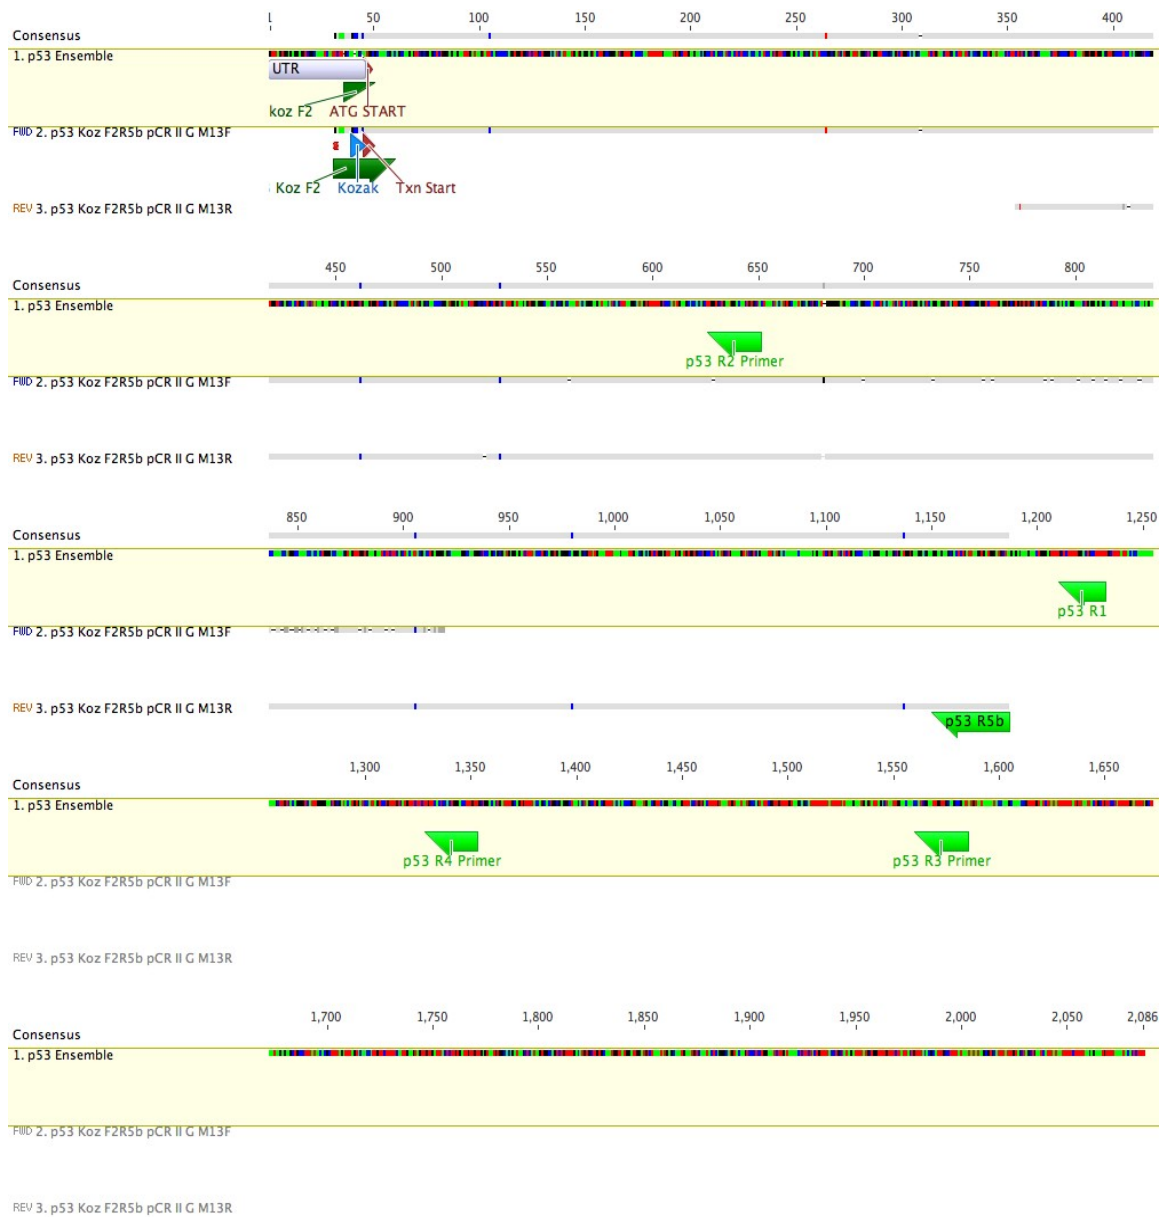 1 50 100 150 200 250 300 350 400
Consensus
1. p53 Ensemble
UTR
koz F2 ATG START
FWD 2. p53 Koz F2R5b pCR II G M13F
Koz F2 Kozak Txn Start
REV 3. p53 Koz F2R5b pCR II G M13R
450 500 550 600 650 700 750 800
Consensus
1. p53 Ensemble
p53 R2 Primer
FWD 2. p53 Koz F2R5b pCR II G M13F
REV 3. p53 Koz F2R5b pCR II G M13R
850 900 950 1,000 1,050 1,100 1,150 1,200 1,250
Consensus
1. p53 Ensemble
p53 R1
FWD 2. p53 Koz F2R5b pCR II G M13F
REV 3. p53 Koz F2R5b pCR II G M13R
p53 R5b
1,300 1,350 1,400 1,450 1,500 1,550 1,600 1,650
Consensus
1. p53 Ensemble
p53 R4 Primer p53 R3 Primer
FWD 2. p53 Koz F2R5b pCR II G M13F
REV 3. p53 Koz F2R5b pCR II G M13R
1,700 1,750 1,800 1,850 1,900 1,950 2,000 2,050 2,086
Consensus
1. p53 Ensemble
FWD 2. p53 Koz F2R5b pCR II G M13F
REV 3. p53 Koz F2R5b pCR II G M13R